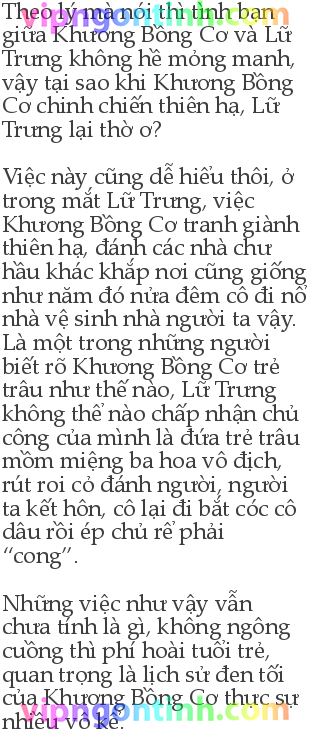 Theo lý mà nói thì tình bạn
giữa Khương Bồng Cơ và Lữ
Trưng không hề mỏng manh,
vậy tại sao khi Khương Bồng
Cơ chinh chiến thiên hạ, Lữ
Trưng lại thờ ơ?
Việc này cũng dễ hiểu thôi, ở
trong mắt Lữ Trưng, việc
Khương Bồng Cơ tranh giành
thiên hạ, đánh các nhà chư
hầu khác khắp nơi cũng giống
như năm đó nửa đêm cô đi nổ
nhà vệ sinh nhà người ta vậy.
Là một trong những người
biết rõ Khương Bồng Cơ trẻ
trâu như thế nào, Lữ Trưng
không thể nào chấp nhận chủ
công của mình là đứa trẻ trâu
mồm miệng ba hoa vô địch,
rút roi cỏ đánh người, người
ta kết hôn, cô lại đi bắt cóc cô
dâu rồi ép chủ rể phải
“cong”.
Những việc như vậy vẫn
chưa tính là gì, không ngông
cuồng thì phí hoài tuổi trẻ,
quan trọng là lịch sử đen tối
của Khương Bồng Cơ thực sự
nhiều vô kể.
vipngontinh.com
vipngontinh.com